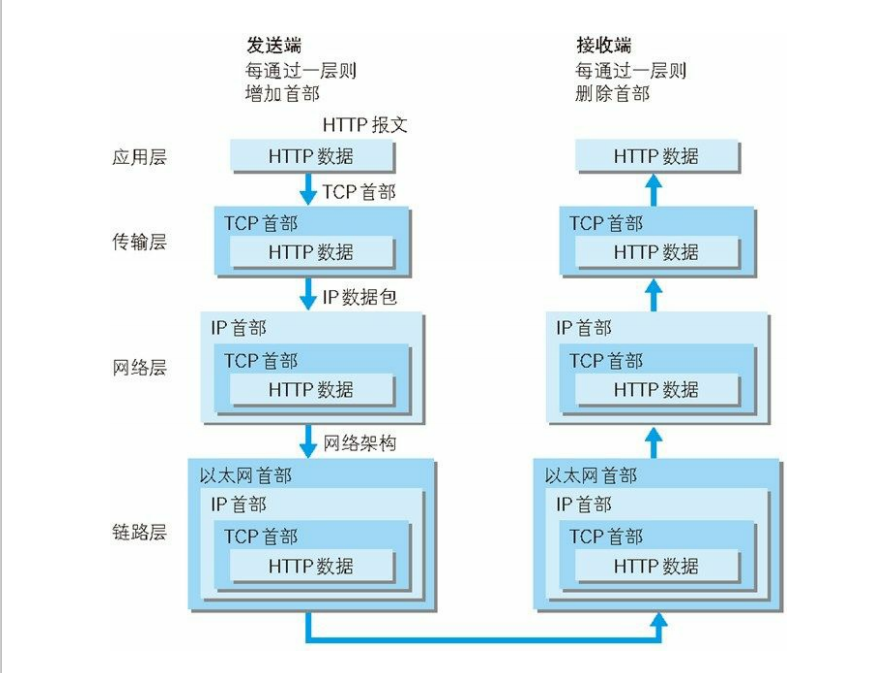 发送端
每通过一层则
增加首部
接收端
每通过一层则
删除首部
HTTP 报文
应用层
HTTP 数据
HTTP 数据
TCP 首部
传输层
TCP 首部
HTTP 数据
TCP 首部
HTTP 数据
IP 数据包
网络层
IP 首部
TCP 首部
HTTP 数据
IP 首部
TCP 首部
HTTP 数据
网络架构
链路层
以太网首部
IP 首部
TCP 首部
HTTP 数据
以太网首部
IP 首部
TCP 首部
HTTP 数据